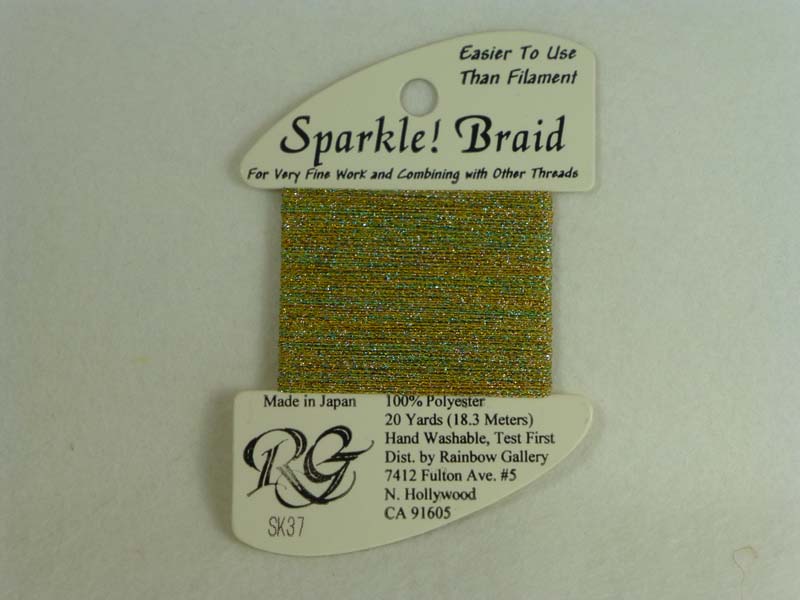 Easier To Use
Than Filament
Sparkle! Braid
For Very Fine Work and Combining with Other Threads
Made in Japan
100% Polyester
20 Yards (18.3 Meters)
Hand Washable, Test First
Dist. by Rainbow Gallery
7412 Fulton Ave. #5
N. Hollywood
CA 91605
RG
SK37